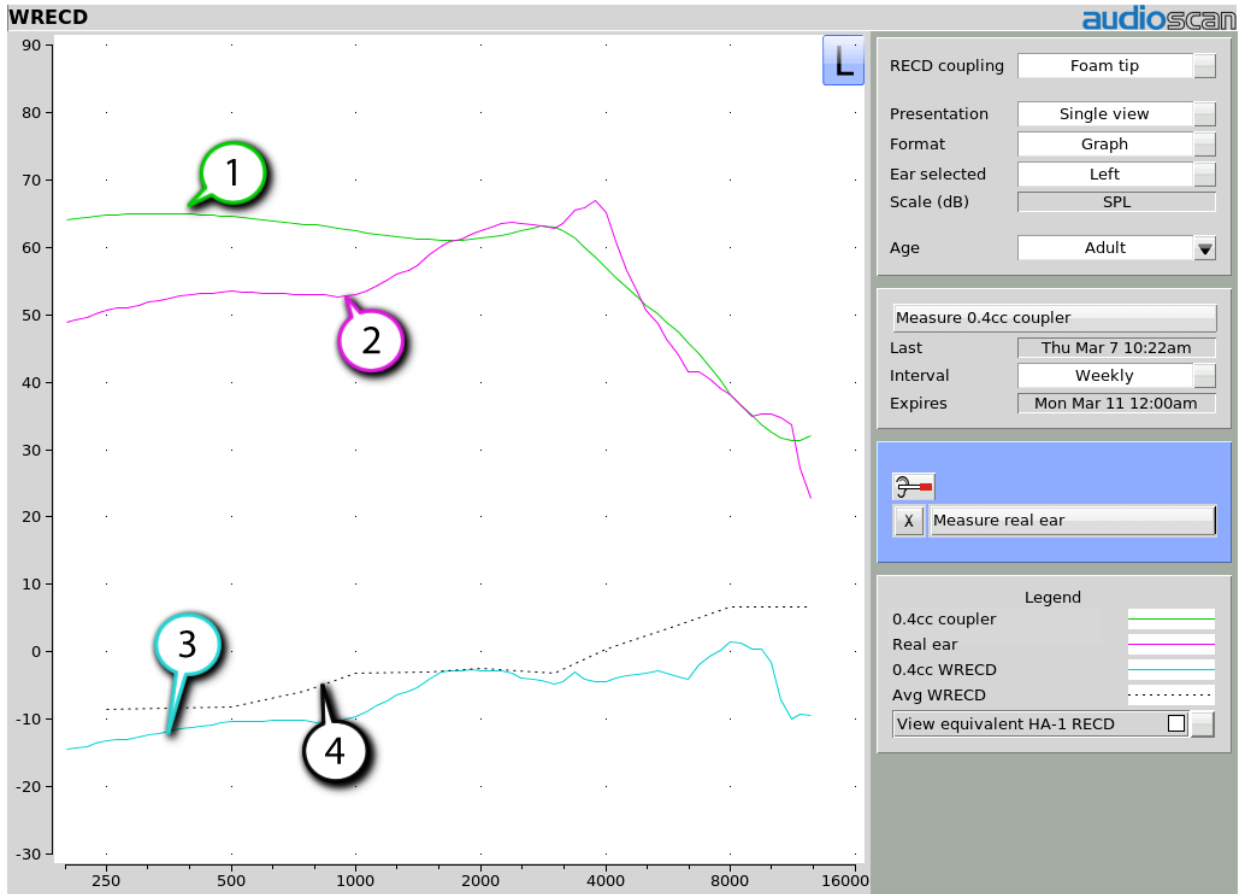 WRECD
audioscan
90
80
70
60
50
40
30
20
10
0
-10
-20
-30
250 500 1000 2000 4000 8000 16000
L
1
2
3
4
RECD coupling Foam tip
Presentation Single view
Format Graph
Ear selected Left
Scale (dB) SPL
Age Adult
Measure 0.4cc coupler
Last Thu Mar 7 10:22am
Interval Weekly
Expires Mon Mar 11 12:00am
X Measure real ear
Legend
0.4cc coupler
Real ear
0.4cc WRECD
Avg WRECD
View equivalent HA-1 RECD